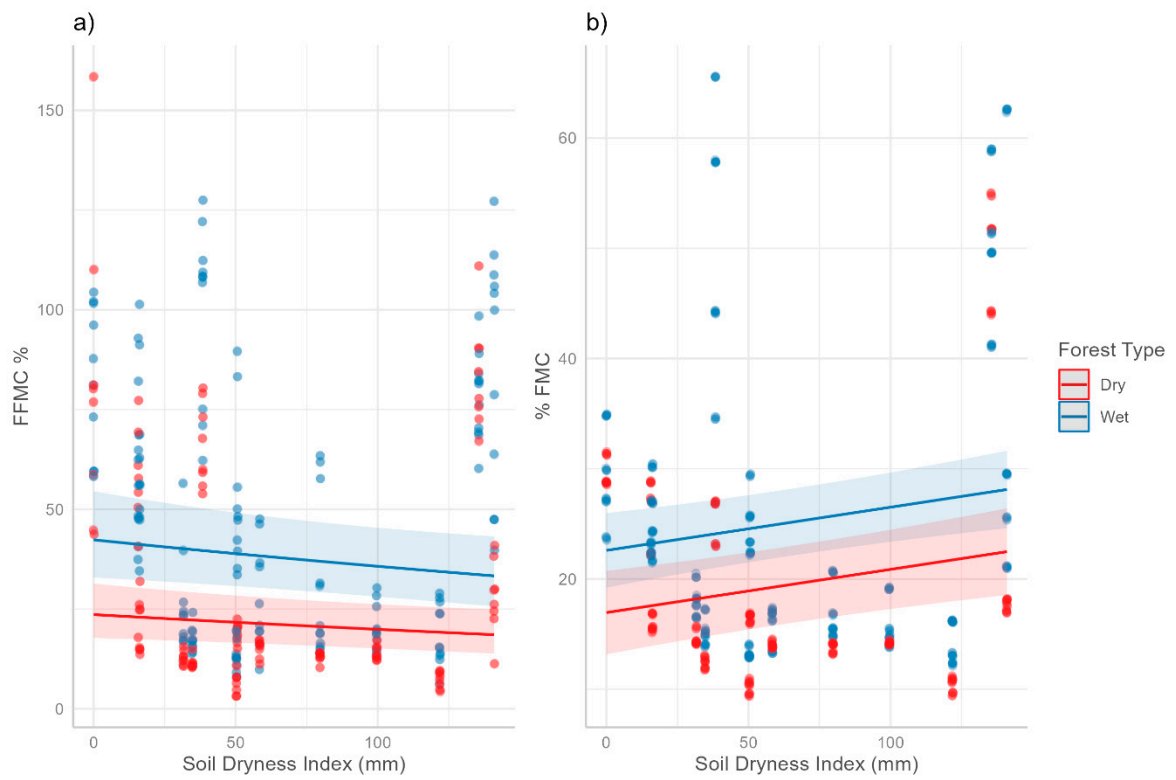 a)
FFMC %
150
100
50
0
0
50
100
Soil Dryness Index (mm)
b)
% FMC
60
40
20
0
50
100
Soil Dryness Index (mm)
Forest Type
Dry
Wet